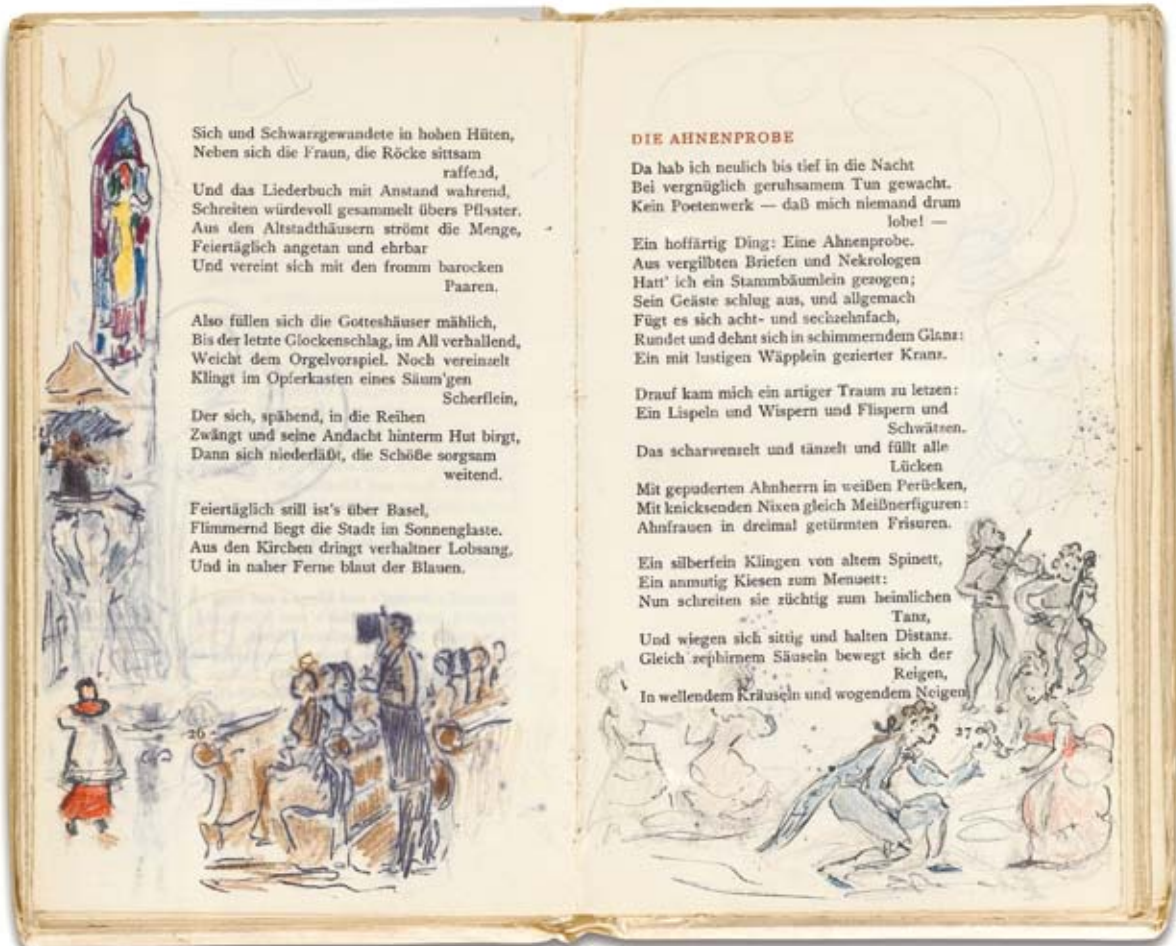 Sich und Schwarzgewandete in hohen Hüten,
Neben sich die Fraun, die Röcke sittsam
raffend,
Und das Liederbuch mit Anstand wahrend,
Schreiten würdevoll gesammelt übers Pflaster.
Aus den Altstadthäusern strömt die Menge,
Feiertäglich angetan und ehrbar
Und vereint sich mit den fromm barocken
Paaren.
Also füllen sich die Gotteshäuser mählich,
Bis der letzte Glockenschlag, im All verhallend,
Weicht dem Orgelvorspiel. Noch vereinzelt
Klingt im Opferkasten eines Säum'gen
Scherflein,
Der sich, spähend, in die Reihen
Zwängt und seine Andacht hinterm Hut birgt,
Dann sich niederläßt, die Schöße sorgsam
weitend.
Feiertäglich still ist's über Basel,
Flimmernd liegt die Stadt im Sonnenglaste.
Aus den Kirchen dringt verhaltner Lobsang,
Und in naher Ferne blaut der Blauen.
26
DIE AHNENPROBE
Da hab ich neulich bis tief in die Nacht
Bei vergnüglich geruhsamem Tun gewacht.
Kein Poetenwerk — daß mich niemand drum
lobe! —
Ein hoffärtig Ding: Eine Ahnenprobe.
Aus vergilbten Briefen und Nekrologen
Hatt' ich ein Stammbäumlein gezogen;
Sein Geäste schlug aus, und allgemach
Fügt es sich acht- und sechzehnfach,
Rundet und dehnt sich in schimmerndem Glanz:
Ein mit lustigen Wäpplein gezierter Kranz.
Drauf kam mich ein artiger Traum zu letzen:
Ein Lispeln und Wispern und Flispern und
Schwätzen.
Das scharwenzelt und tänzelt und füllt alle
Lücken
Mit gepuderten Ahnherrn in weißen Perücken,
Mit knicksenden Nixen gleich Meißnerfiguren:
Ahnfrauen in dreimal getürmten Frisuren.
Ein silberfein Klingen von altem Spinett,
Ein anmutig Kiesen zum Menuett:
Nun schreiten sie züchtig zum heimlichen
Tanz,
Und wiegen sich sittig und halten Distanz.
Gleich zephirnem Säuseln bewegt sich der
Reigen,
In wellendem Kräuseln und wogendem Neigen
27